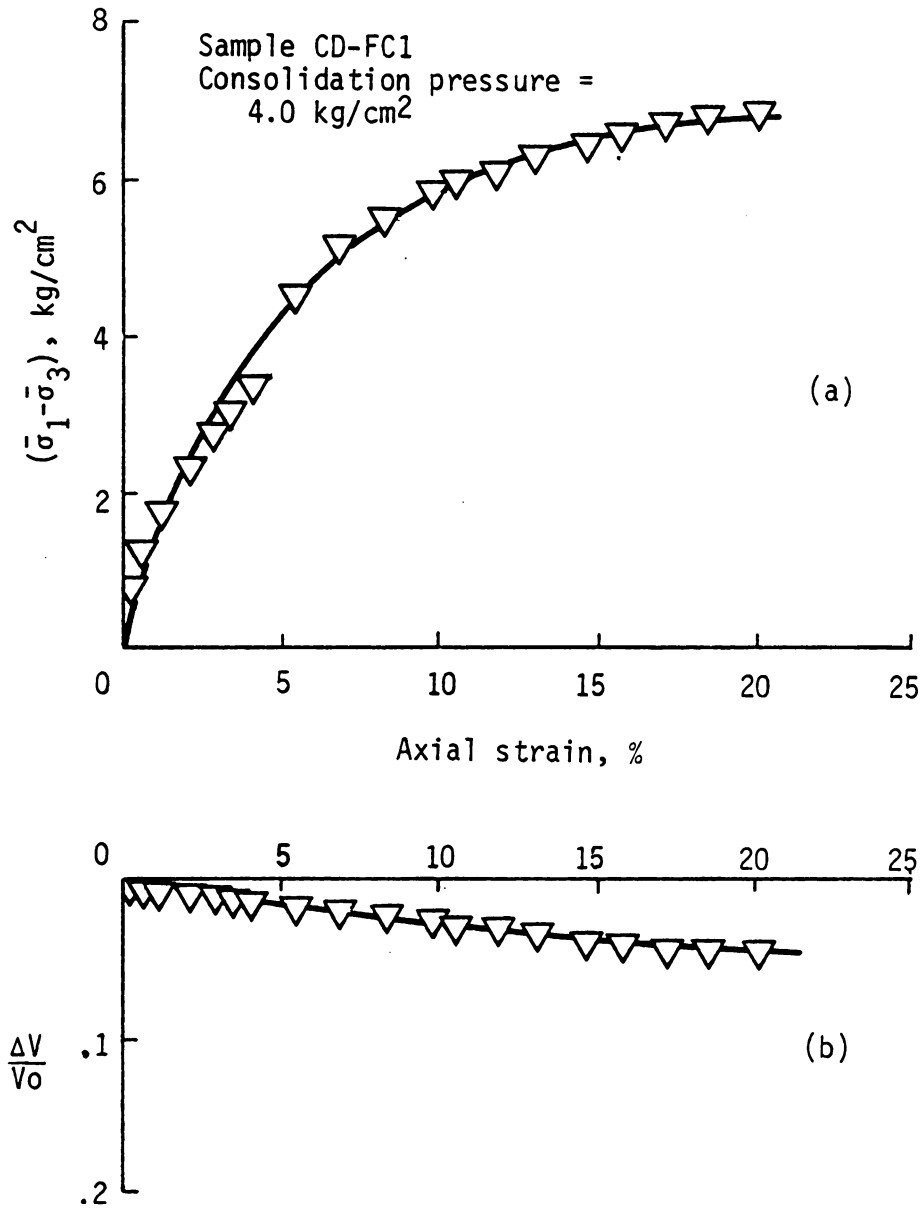 8
Sample CD-FC1
Consolidation pressure =
4.0 kg/cm²
6
4
2
(σ̄₁-σ̄₃), kg/cm²
(a)
0 5 10 15 20 25
Axial strain, %
0 5 10 15 20 25
.1
ΔV
Vo
(b)
.2